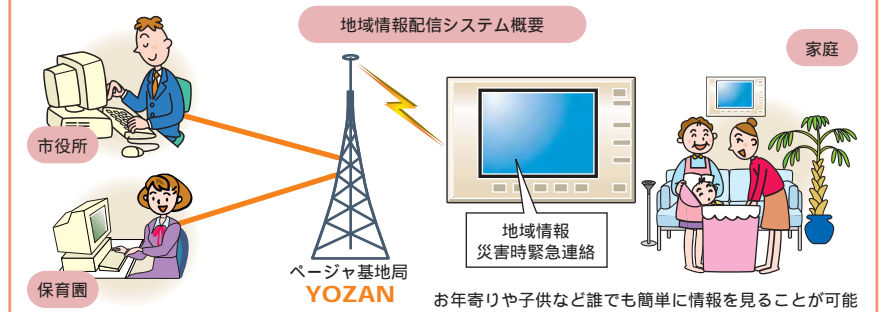 地域情報配信システム概要
家庭
市役所
地域情報
災害時緊急連絡
ページャ基地局
YOZAN
保育園
お年寄りや子供など誰でも簡単に情報を見ることが可能